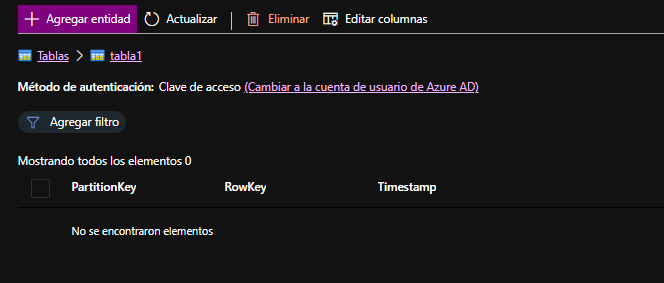 Agregar entidad Actualizar Eliminar Editar columnas
Tablas > tabla1
Método de autenticación: Clave de acceso (Cambiar a la cuenta de usuario de Azure AD)
Agregar filtro
Mostrando todos los elementos 0
PartitionKey RowKey Timestamp
No se encontraron elementos